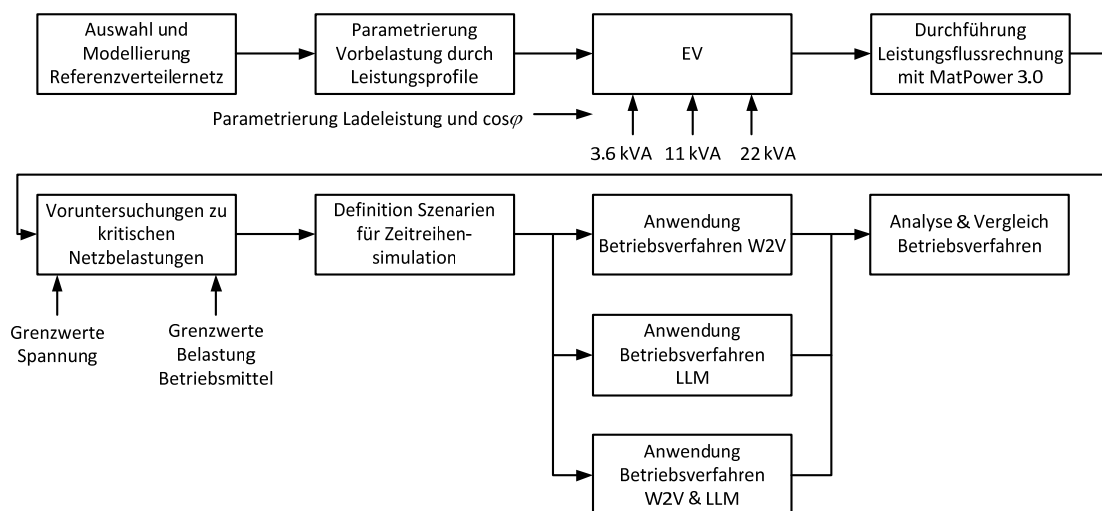 Auswahl und
Modellierung
Referenzverteilernetz
Parametrierung
Vorbelastung durch
Leistungsprofile
EV
Durchführung
Leistungsflussrechnung
mit MatPower 3.0
Parametrierung Ladeleistung und cosφ
3.6 kVA
11 kVA
22 kVA
Voruntersuchungen zu
kritischen
Netzbelastungen
Definition Szenarien
für Zeitreihen-
simulation
Anwendung
Betriebsverfahren W2V
Analyse & Vergleich
Betriebsverfahren
Grenzwerte
Spannung
Grenzwerte
Belastung
Betriebsmittel
Anwendung
Betriebsverfahren
LLM
Anwendung
Betriebsverfahren
W2V & LLM